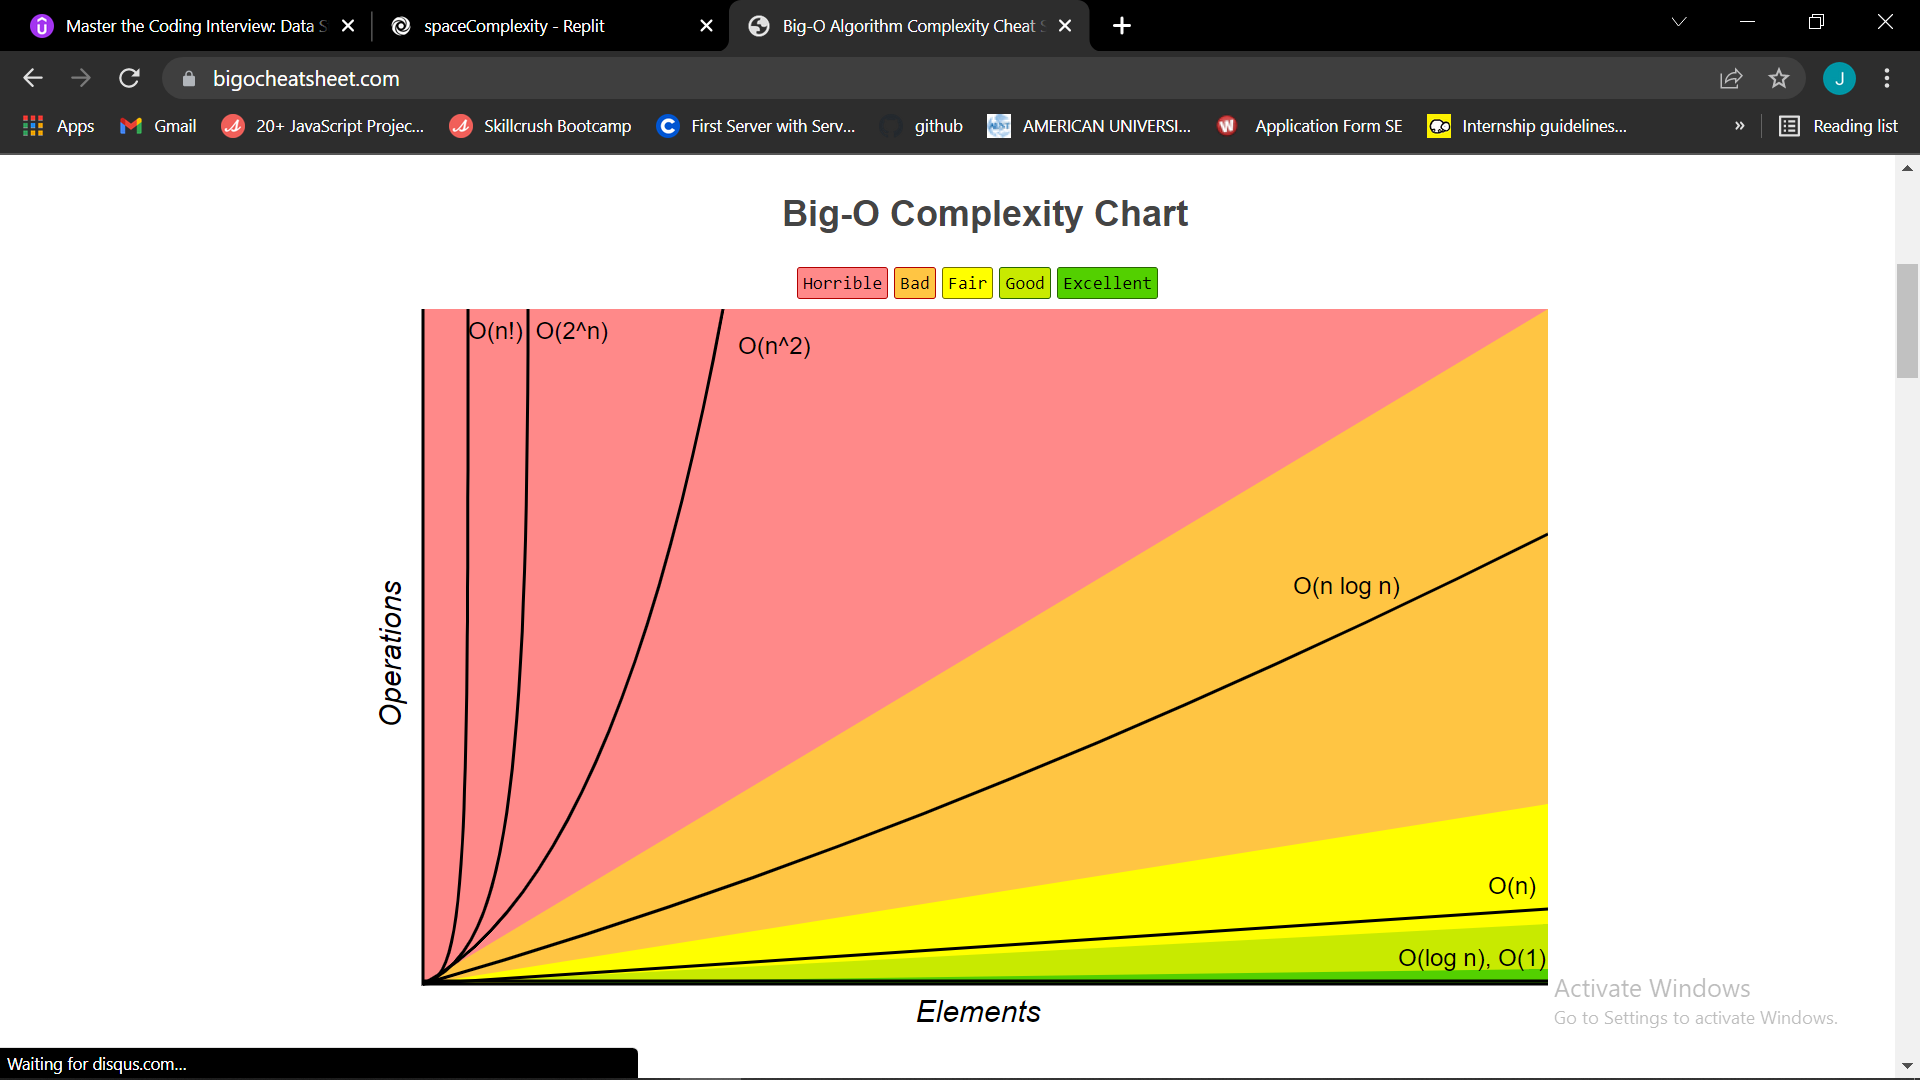 Master the Coding Interview: Data S
spaceComplexity - Replit
Big-O Algorithm Complexity Cheat S
bigocheatsheet.com
J
Apps
Gmail
20+ JavaScript Projec...
Skillcrush Bootcamp
First Server with Serv...
github
AMERICAN UNIVERSI...
Application Form SE
Internship guidelines...
»
Reading list
Big-O Complexity Chart
Horrible Bad Fair Good Excellent
O(n!) O(2^n)
O(n^2)
O(n log n)
O(n)
O(log n), O(1)
Operations
Elements
Activate Windows
Go to Settings to activate Windows.
Waiting for disqus.com...